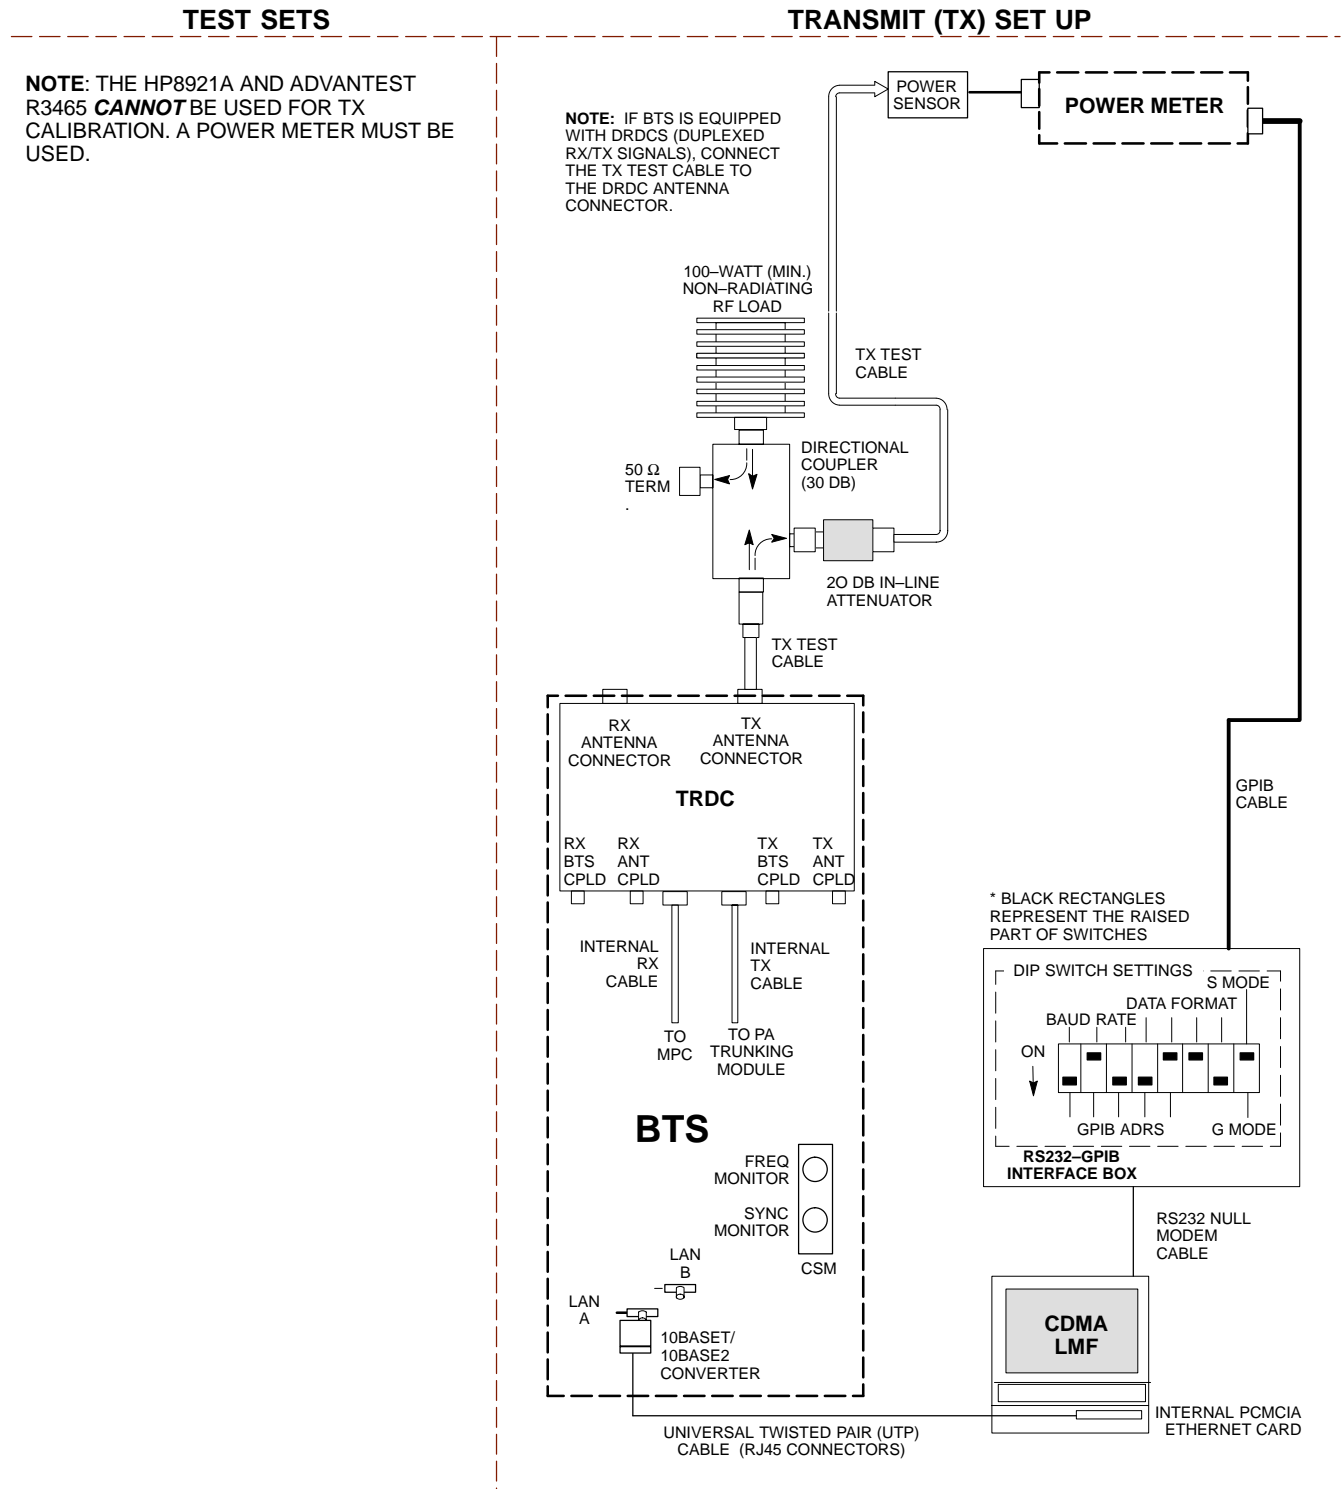 TEST SETS
TRANSMIT (TX) SET UP
NOTE: THE HP8921A AND ADVANTEST
R3465 CANNOT BE USED FOR TX
CALIBRATION. A POWER METER MUST BE
USED.
NOTE: IF BTS IS EQUIPPED
WITH DRDCS (DUPLEXED
RX/TX SIGNALS), CONNECT
THE TX TEST CABLE TO
THE DRDC ANTENNA
CONNECTOR.
POWER
SENSOR
POWER METER
100–WATT (MIN.)
NON–RADIATING
RF LOAD
TX TEST
CABLE
DIRECTIONAL
COUPLER
(30 DB)
50 Ω
TERM
.
2O DB IN–LINE
ATTENUATOR
TX TEST
CABLE
RX
ANTENNA
CONNECTOR
TX
ANTENNA
CONNECTOR
TRDC
RX
BTS
CPLD
RX
ANT
CPLD
TX
BTS
CPLD
TX
ANT
CPLD
GPIB
CABLE
INTERNAL
RX
CABLE
INTERNAL
TX
CABLE
TO
MPC
TO PA
TRUNKING
MODULE
* BLACK RECTANGLES
REPRESENT THE RAISED
PART OF SWITCHES
DIP SWITCH SETTINGS
S MODE
DATA FORMAT
BAUD RATE
ON
GPIB ADRS
G MODE
RS232–GPIB
INTERFACE BOX
BTS
FREQ
MONITOR
SYNC
MONITOR
CSM
LAN
B
LAN
A
10BASET/
10BASE2
CONVERTER
RS232 NULL
MODEM
CABLE
CDMA
LMF
INTERNAL PCMCIA
ETHERNET CARD
UNIVERSAL TWISTED PAIR (UTP)
CABLE (RJ45 CONNECTORS)